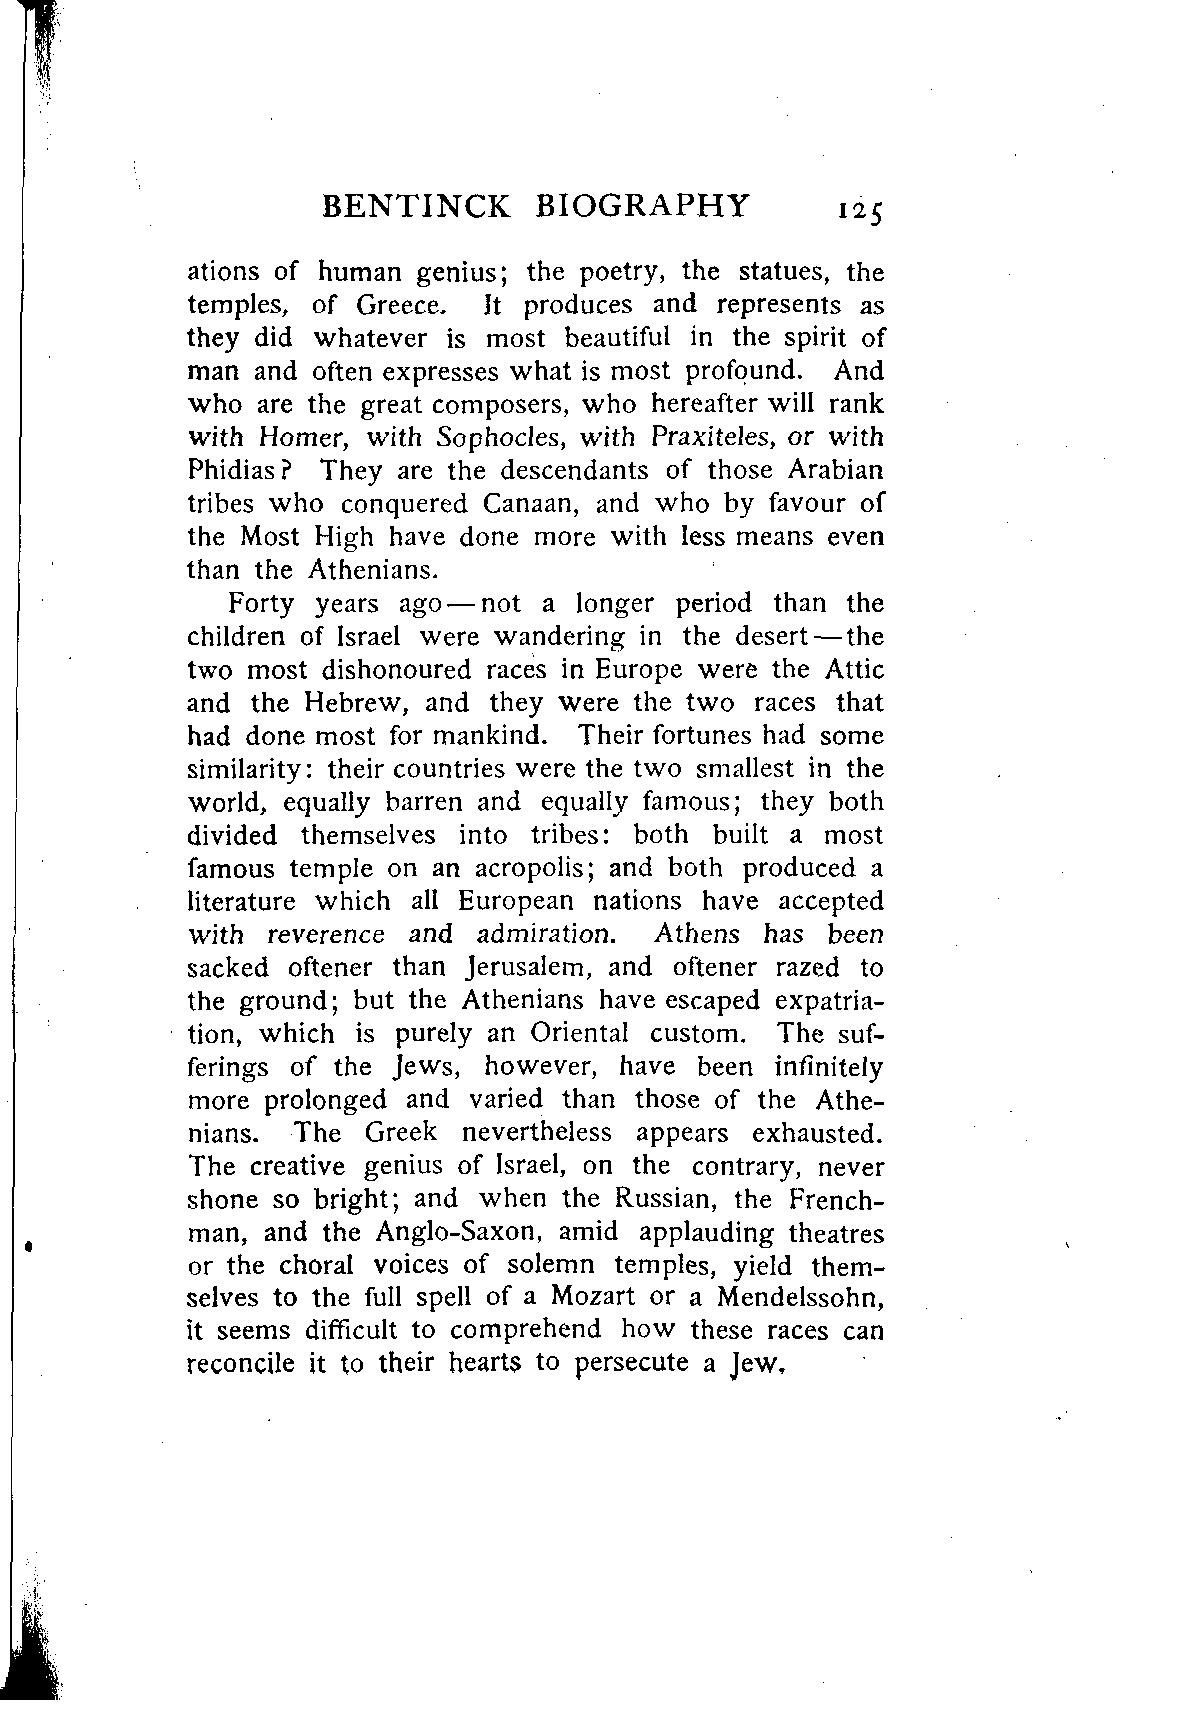 BENTINCK BIOGRAPHY 125
ations of human genius; the poetry, the statues, the
temples, of Greece. It produces and represents as
they did whatever is most beautiful in the spirit of
man and often expresses what is most profound. And
who are the great composers, who hereafter will rank
with Homer, with Sophocles, with Praxiteles, or with
Phidias? They are the descendants of those Arabian
tribes who conquered Canaan, and who by favour of
the Most High have done more with less means even
than the Athenians.
Forty years ago—not a longer period than the
children of Israel were wandering in the desert—the
two most dishonoured races in Europe were the Attic
and the Hebrew, and they were the two races that
had done most for mankind. Their fortunes had some
similarity: their countries were the two smallest in the
world, equally barren and equally famous; they both
divided themselves into tribes: both built a most
famous temple on an acropolis; and both produced a
literature which all European nations have accepted
with reverence and admiration. Athens has been
sacked oftener than Jerusalem, and oftener razed to
the ground; but the Athenians have escaped expatria-
tion, which is purely an Oriental custom. The suf-
ferings of the Jews, however, have been infinitely
more prolonged and varied than those of the Athe-
nians. The Greek nevertheless appears exhausted.
The creative genius of Israel, on the contrary, never
shone so bright; and when the Russian, the French-
man, and the Anglo-Saxon, amid applauding theatres
or the choral voices of solemn temples, yield them-
selves to the full spell of a Mozart or a Mendelssohn,
it seems difficult to comprehend how these races can
reconcile it to their hearts to persecute a Jew.